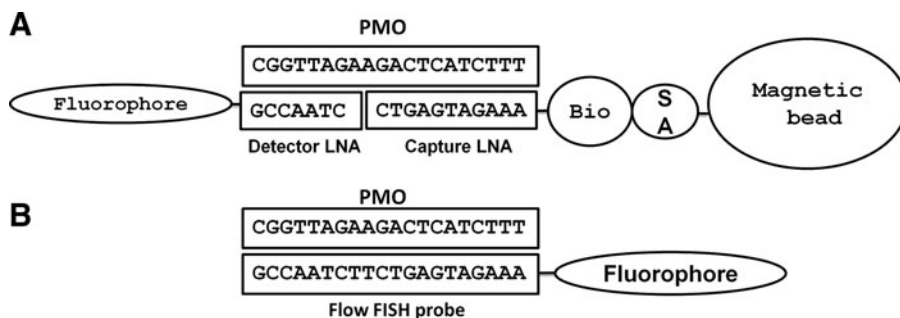 A
PMO
CGGTTAGAAGACTCATCTTT
Fluorophore
GCCAATC CTGAGTAGAAA
Bio
S
A
Magnetic
bead
Detector LNA Capture LNA
B
PMO
CGGTTAGAAGACTCATCTTT
GCCAATCTTCTGAGTAGAAA
Fluorophore
Flow FISH probe